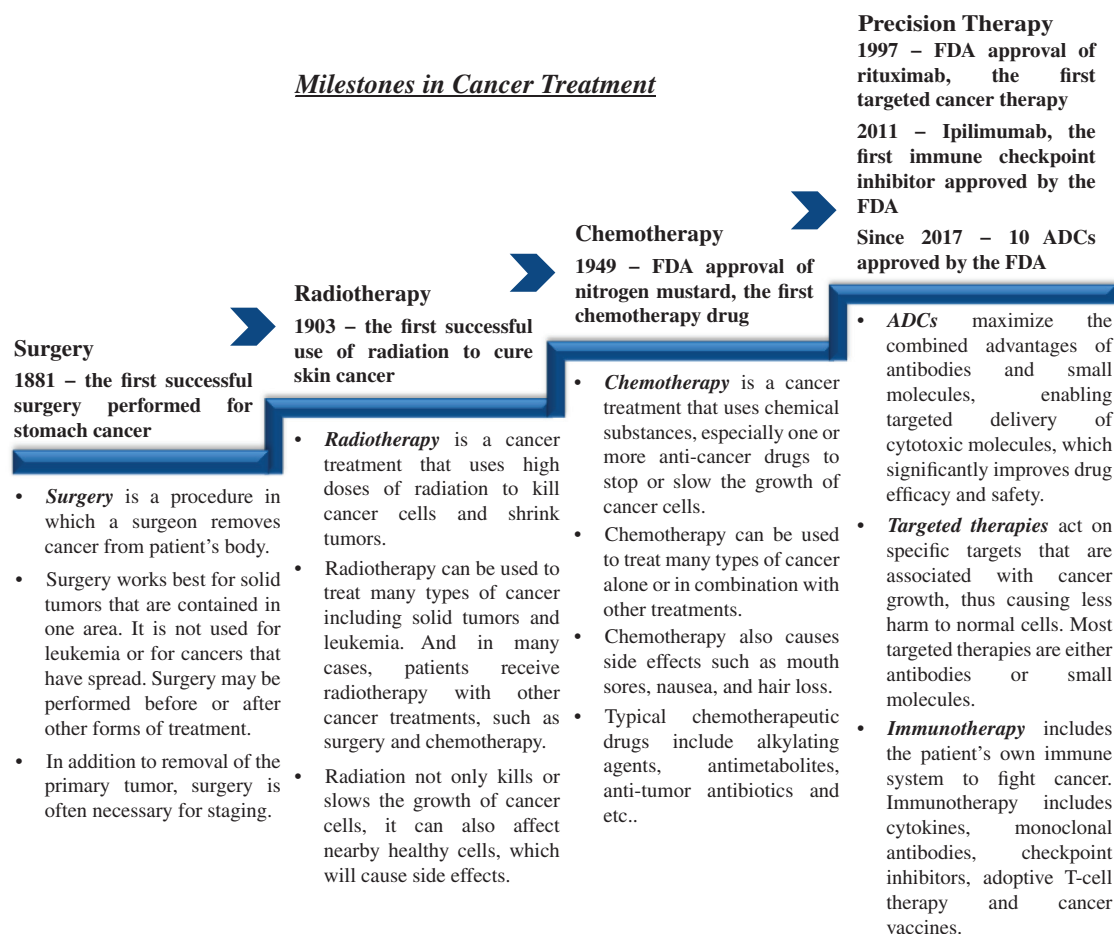 Milestones in Cancer Treatment
Surgery
1881 – the first successful
surgery performed for
stomach cancer
• Surgery is a procedure in
which a surgeon removes
cancer from patient’s body.
• Surgery works best for solid
tumors that are contained in
one area. It is not used for
leukemia or for cancers that
have spread. Surgery may be
performed before or after
other forms of treatment.
• In addition to removal of the
primary tumor, surgery is
often necessary for staging.
Radiotherapy
1903 – the first successful
use of radiation to cure
skin cancer
• Radiotherapy is a cancer
treatment that uses high
doses of radiation to kill
cancer cells and shrink
tumors.
• Radiotherapy can be used to
treat many types of cancer
including solid tumors and
leukemia. And in many
cases, patients receive
radiotherapy with other
cancer treatments, such as
surgery and chemotherapy.
• Radiation not only kills or
slows the growth of cancer
cells, it can also affect
nearby healthy cells, which
will cause side effects.
Chemotherapy
1949 – FDA approval of
nitrogen mustard, the first
chemotherapy drug
• Chemotherapy is a cancer
treatment that uses chemical
substances, especially one or
more anti-cancer drugs to
stop or slow the growth of
cancer cells.
• Chemotherapy can be used
to treat many types of cancer
alone or in combination with
other treatments.
• Chemotherapy also causes
side effects such as mouth
sores, nausea, and hair loss.
• Typical chemotherapeutic
drugs include alkylating
agents, antimetabolites,
anti-tumor antibiotics and
etc..
Precision Therapy
1997 – FDA approval of
rituximab, the first
targeted cancer therapy
2011 – Ipilimumab, the
first immune checkpoint
inhibitor approved by the
FDA
Since 2017 – 10 ADCs
approved by the FDA
• ADCs maximize the
combined advantages of
antibodies and small
molecules, enabling
targeted delivery of
cytotoxic molecules, which
significantly improves drug
efficacy and safety.
• Targeted therapies act on
specific targets that are
associated with cancer
growth, thus causing less
harm to normal cells. Most
targeted therapies are either
antibodies or small
molecules.
• Immunotherapy includes
the patient’s own immune
system to fight cancer.
Immunotherapy includes
cytokines, monoclonal
antibodies, checkpoint
inhibitors, adoptive T-cell
therapy and cancer
vaccines.